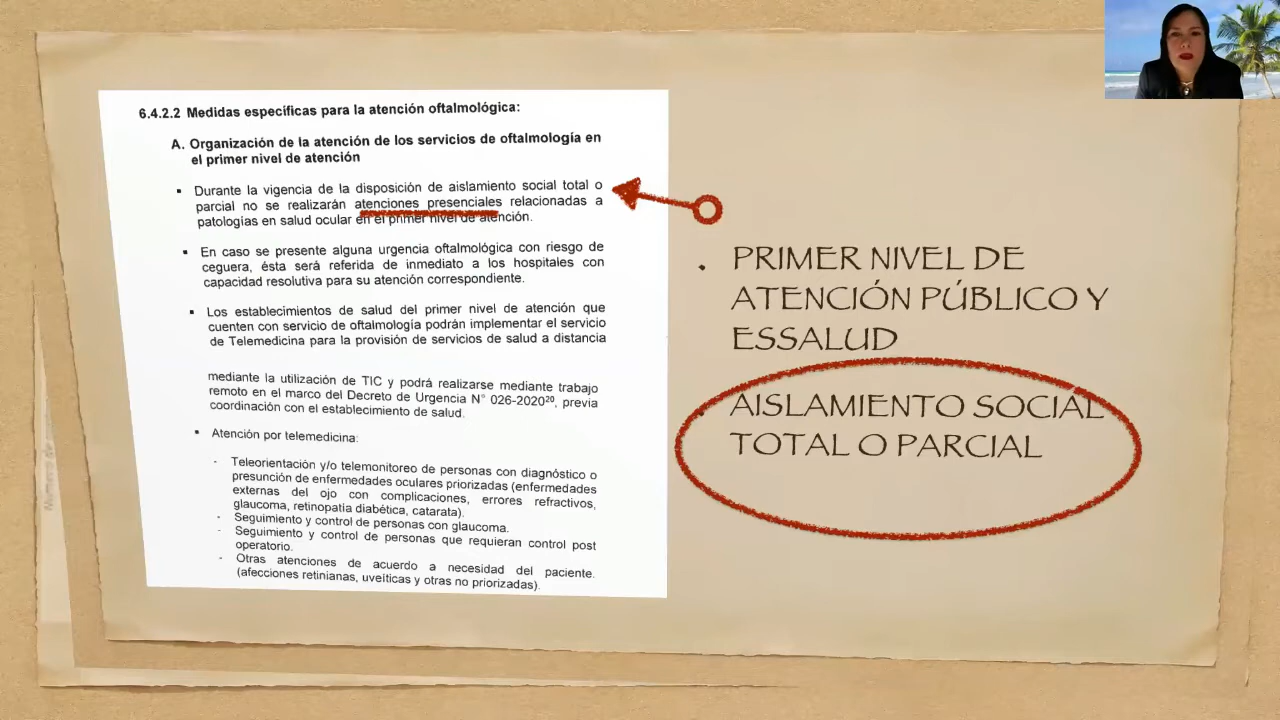 6.4.2.2 Medidas específicas para la atención oftalmológica:
A. Organización de la atención de los servicios de oftalmología en
el primer nivel de atención
▪ Durante la vigencia de la disposición de aislamiento social total o
parcial no se realizarán atenciones presenciales relacionadas a
patologías en salud ocular en el primer nivel de atención.
▪ En caso se presente alguna urgencia oftalmológica con riesgo de
ceguera, ésta será referida de inmediato a los hospitales con
capacidad resolutiva para su atención correspondiente.
▪ Los establecimientos de salud del primer nivel de atención que
cuenten con servicio de oftalmología podrán implementar el servicio
de Telemedicina para la provisión de servicios de salud a distancia
mediante la utilización de TIC y podrá realizarse mediante trabajo
remoto en el marco del Decreto de Urgencia N° 026-2020²⁰, previa
coordinación con el establecimiento de salud.
▪ Atención por telemedicina:
- Teleorientación y/o telemonitoreo de personas con diagnóstico o
presunción de enfermedades oculares priorizadas (enfermedades
externas del ojo con complicaciones, errores refractivos,
glaucoma, retinopatía diabética, catarata).
- Seguimiento y control de personas con glaucoma.
- Seguimiento y control de personas que requieran control post
operatorio.
- Otras atenciones de acuerdo a necesidad del paciente.
(afecciones retinianas, uveíticas y otras no priorizadas).
• PRIMER NIVEL DE
ATENCIÓN PÚBLICO Y
ESSALUD
• AISLAMIENTO SOCIAL
TOTAL O PARCIAL